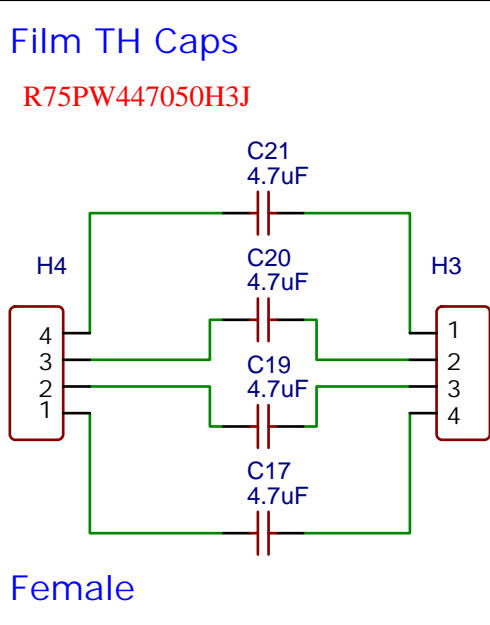 Film TH Caps
R75PW447050H3J
C21
4.7uF
H4
C20
4.7uF
H3
4
3
2
1
1
2
3
4
C19
4.7uF
C17
4.7uF
Female